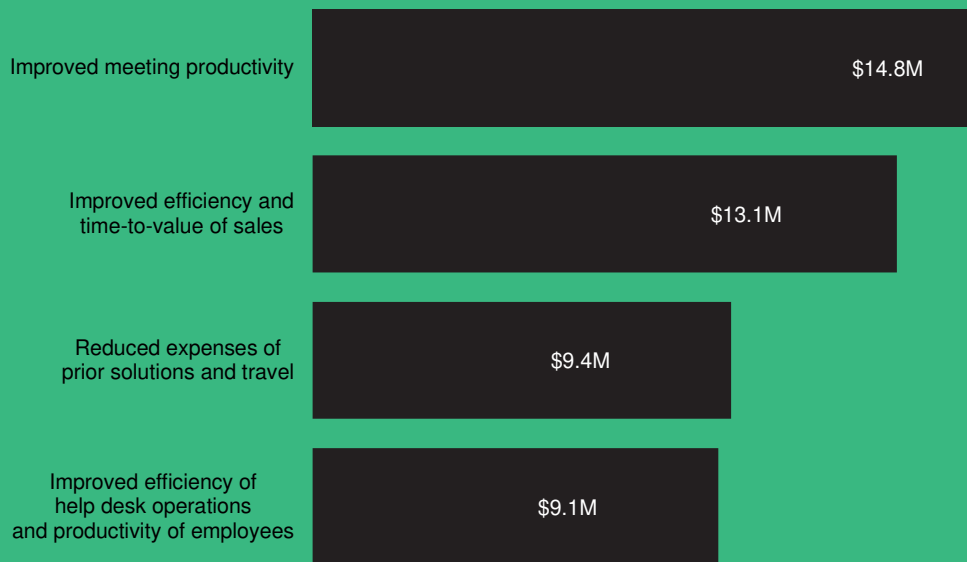 Improved meeting productivity
$14.8M
Improved efficiency and
time-to-value of sales
$13.1M
Reduced expenses of
prior solutions and travel
$9.4M
Improved efficiency of
help desk operations
and productivity of employees
$9.1M